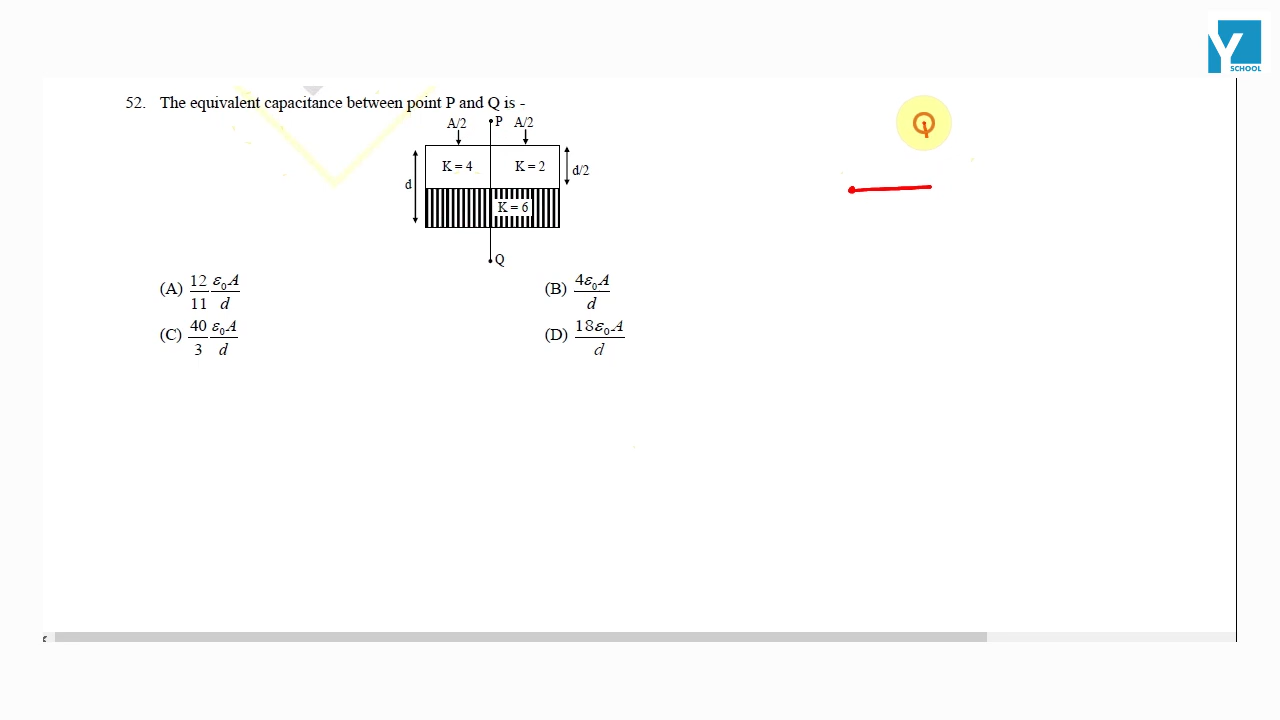 Y
SCHOOL
52. The equivalent capacitance between point P and Q is -
P
A/2 A/2
K = 4 K = 2
d d/2
K = 6
Q
(A) 12/11 ε₀A/d (B) 4ε₀A/d
(C) 40/3 ε₀A/d (D) 18ε₀A/d